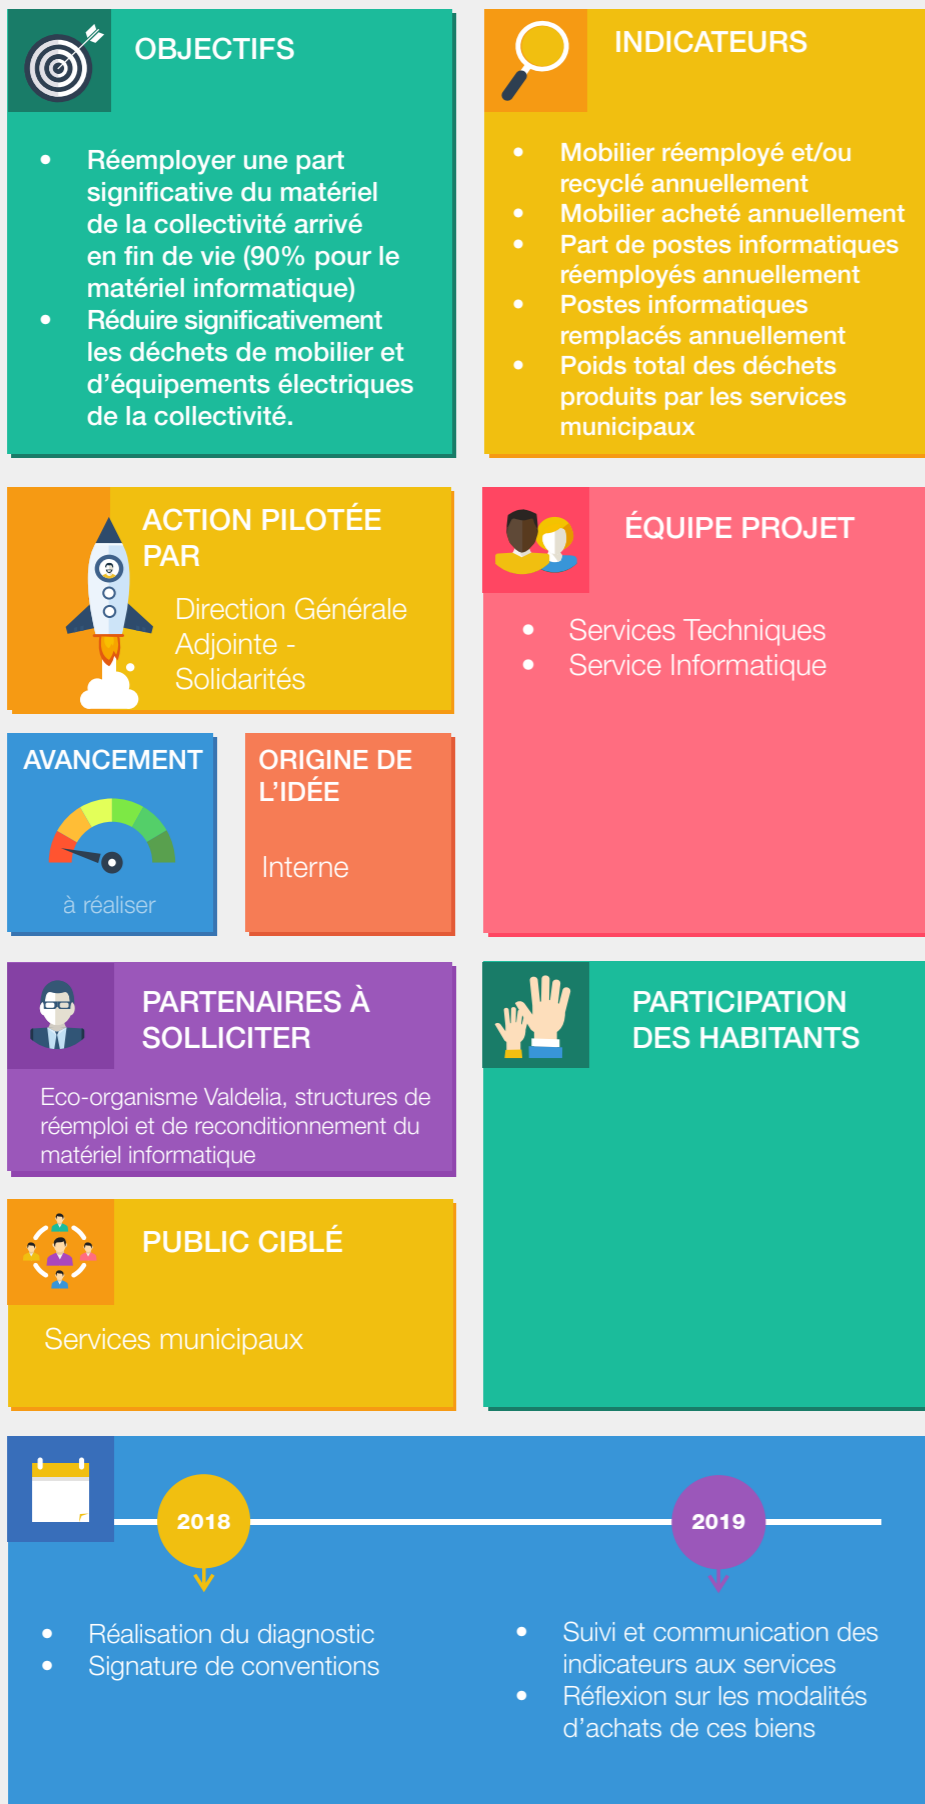 OBJECTIFS
• Réemployer une part
significative du matériel
de la collectivité arrivé
en fin de vie (90% pour le
matériel informatique)
• Réduire significativement
les déchets de mobilier et
d'équipements électriques
de la collectivité.
INDICATEURS
• Mobilier réemployé et/ou
recyclé annuellement
• Mobilier acheté annuellement
• Part de postes informatiques
réemployés annuellement
• Postes informatiques
remplacés annuellement
• Poids total des déchets
produits par les services
municipaux
ACTION PILOTÉE
PAR
Direction Générale
Adjointe -
Solidarités
ÉQUIPE PROJET
• Services Techniques
• Service Informatique
AVANCEMENT
à réaliser
ORIGINE DE
L'IDÉE
Interne
PARTENAIRES À
SOLLICITER
Eco-organisme Valdelia, structures de
réemploi et de reconditionnement du
matériel informatique
PARTICIPATION
DES HABITANTS
PUBLIC CIBLÉ
Services municipaux
2018
• Réalisation du diagnostic
• Signature de conventions
2019
• Suivi et communication des
indicateurs aux services
• Réflexion sur les modalités
d'achats de ces biens